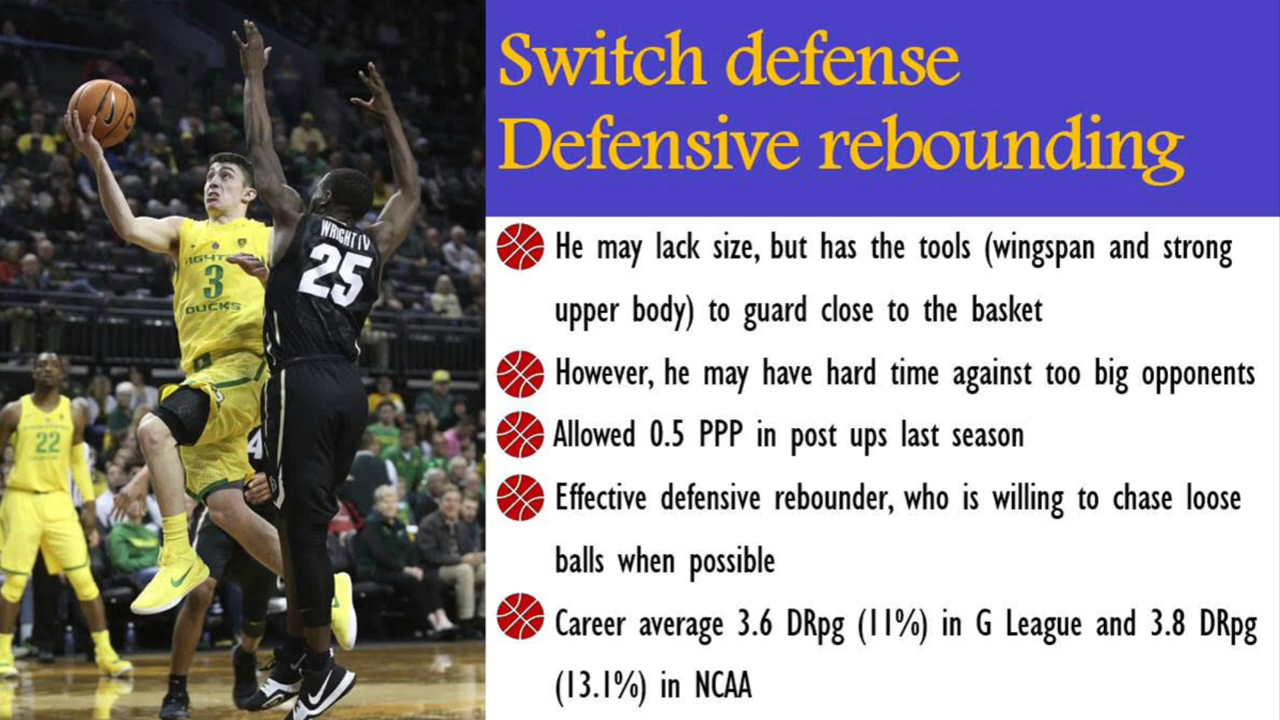 Switch defense
Defensive rebounding
He may lack size, but has the tools (wingspan and strong
upper body) to guard close to the basket
However, he may have hard time against too big opponents
Allowed 0.5 PPP in post ups last season
Effective defensive rebounder, who is willing to chase loose
balls when possible
Career average 3.6 DRpg (11%) in G League and 3.8 DRpg
(13.1%) in NCAA
3
DUCKS
WRIGHT IV
25
22
4